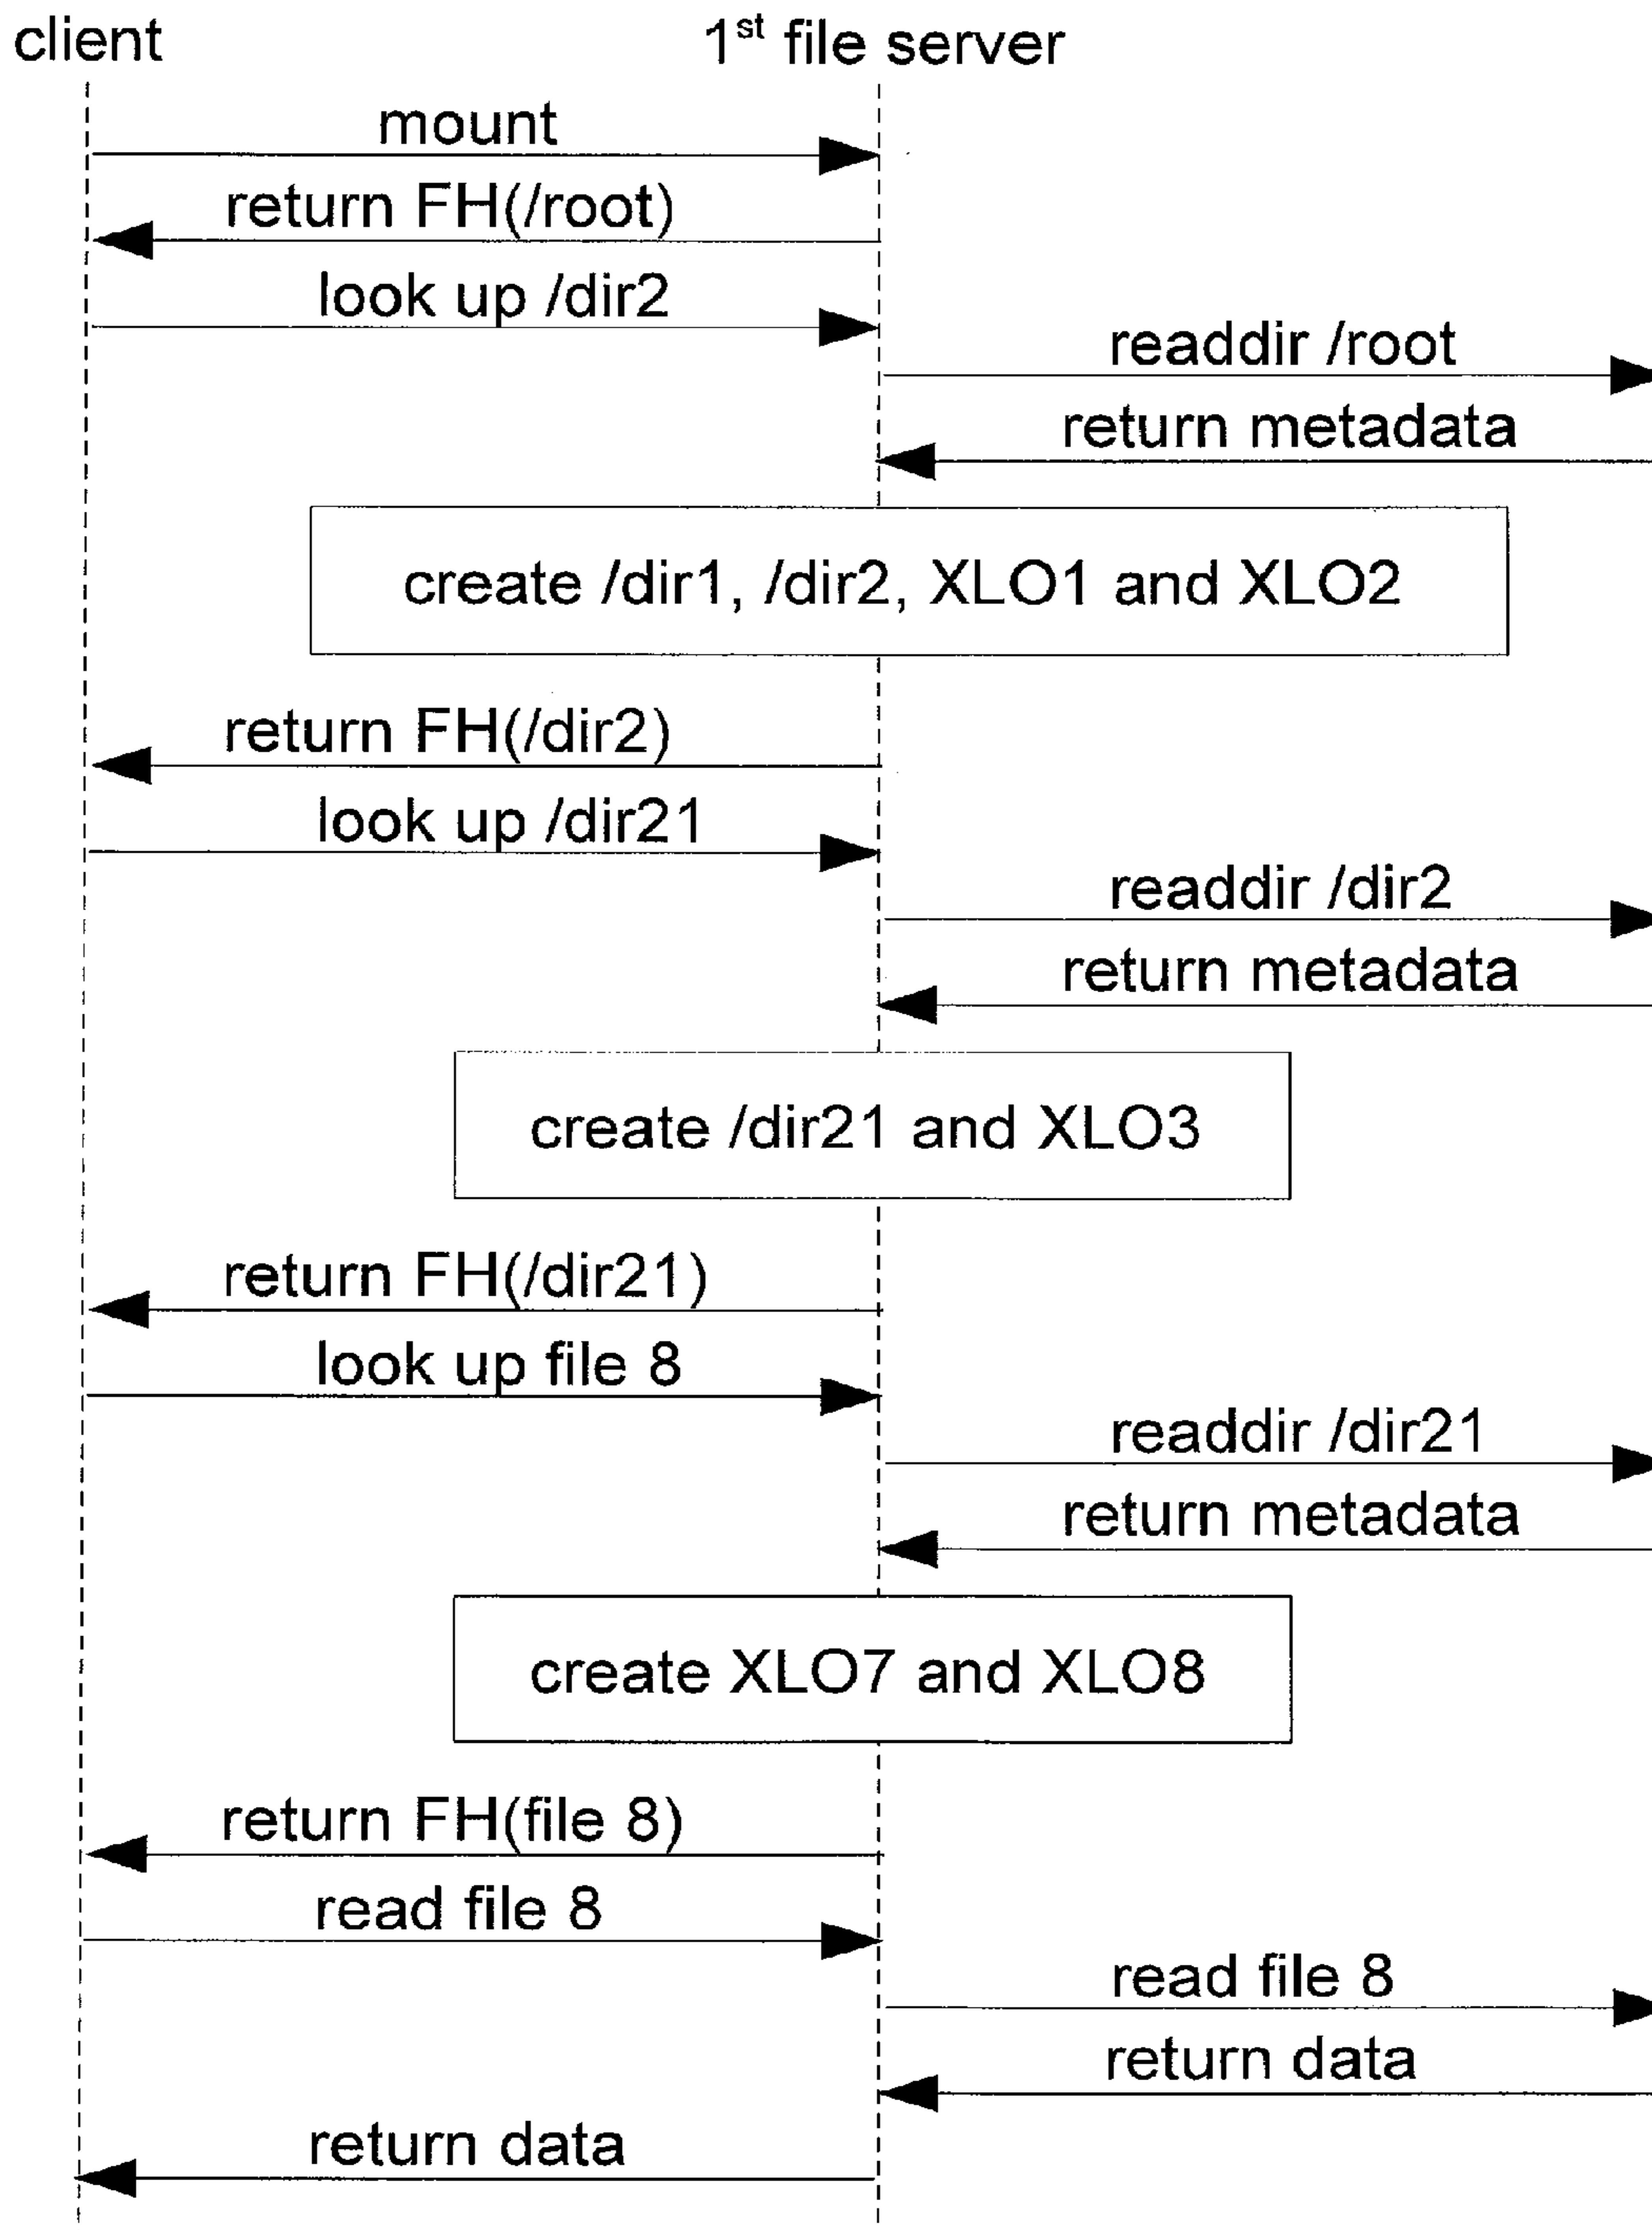 client
1st file server
mount
return FH(/root)
look up /dir2
readdir /root
return metadata
create /dir1, /dir2, XLO1 and XLO2
return FH(/dir2)
look up /dir21
readdir /dir2
return metadata
create /dir21 and XLO3
return FH(/dir21)
look up file 8
readdir /dir21
return metadata
create XLO7 and XLO8
return FH(file 8)
read file 8
read file 8
return data
return data